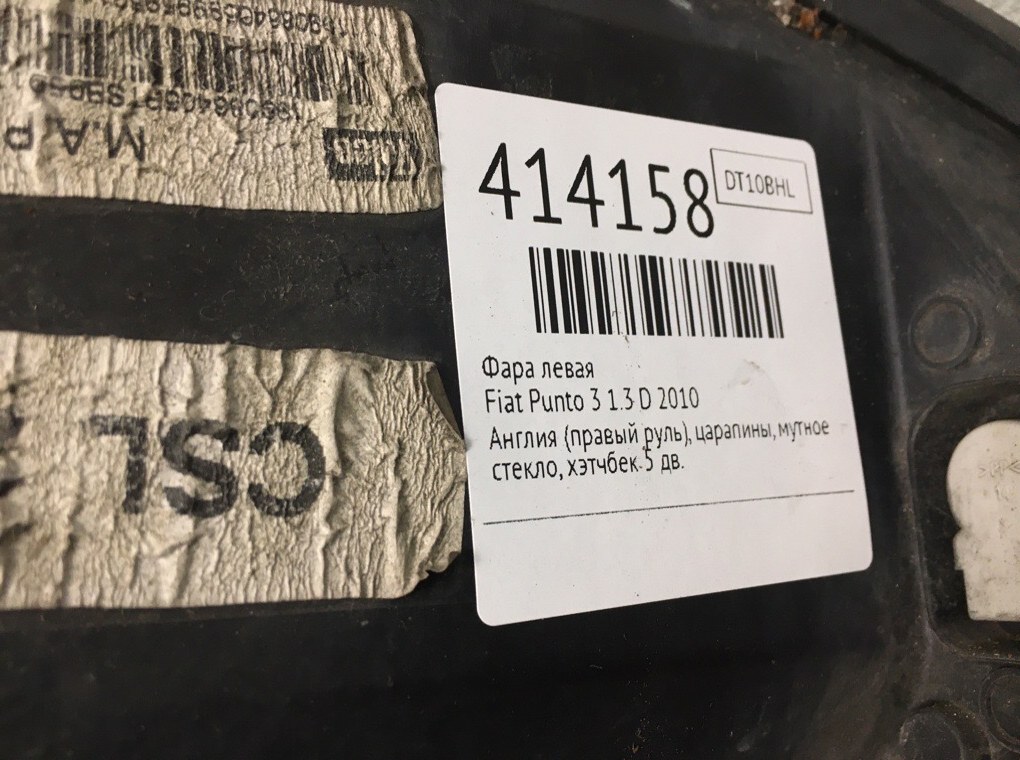 M.A.P
CSL
414158
DT10BHL
Фара левая
Fiat Punto 3 1.3 D 2010
Англия (правый руль), царапины, мутное
стекло, хэтчбек 5 дв.